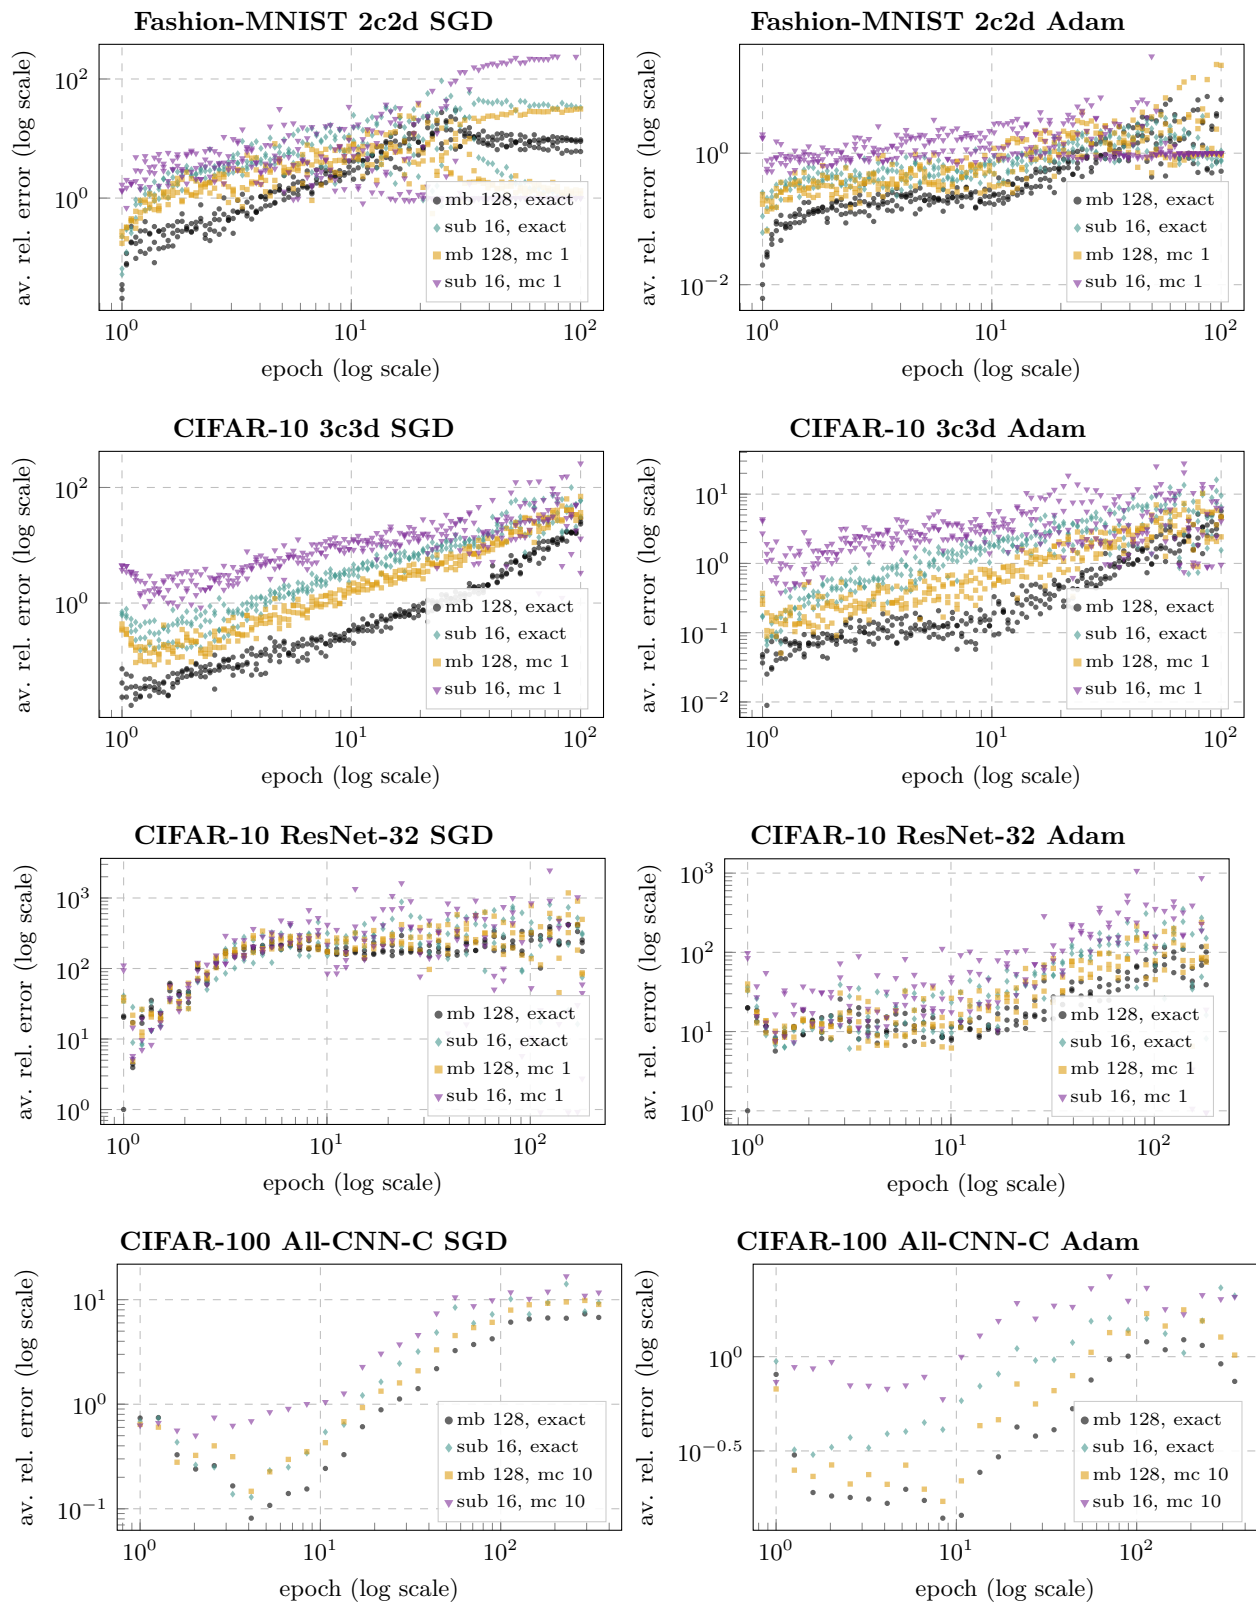 Fashion-MNIST 2c2d SGD
av. rel. error (log scale)
10^2
10^0
mb 128, exact
sub 16, exact
mb 128, mc 1
sub 16, mc 1
10^0 10^1 10^2
epoch (log scale)
Fashion-MNIST 2c2d Adam
av. rel. error (log scale)
10^0
10^−2
mb 128, exact
sub 16, exact
mb 128, mc 1
sub 16, mc 1
10^0 10^1 10^2
epoch (log scale)
CIFAR-10 3c3d SGD
av. rel. error (log scale)
10^2
10^0
mb 128, exact
sub 16, exact
mb 128, mc 1
sub 16, mc 1
10^0 10^1 10^2
epoch (log scale)
CIFAR-10 3c3d Adam
av. rel. error (log scale)
10^1
10^0
10^−1
10^−2
mb 128, exact
sub 16, exact
mb 128, mc 1
sub 16, mc 1
10^0 10^1 10^2
epoch (log scale)
CIFAR-10 ResNet-32 SGD
av. rel. error (log scale)
10^3
10^2
10^1
10^0
mb 128, exact
sub 16, exact
mb 128, mc 1
sub 16, mc 1
10^0 10^1 10^2
epoch (log scale)
CIFAR-10 ResNet-32 Adam
av. rel. error (log scale)
10^3
10^2
10^1
10^0
mb 128, exact
sub 16, exact
mb 128, mc 1
sub 16, mc 1
10^0 10^1 10^2
epoch (log scale)
CIFAR-100 All-CNN-C SGD
av. rel. error (log scale)
10^1
10^0
10^−1
mb 128, exact
sub 16, exact
mb 128, mc 10
sub 16, mc 10
10^0 10^1 10^2
epoch (log scale)
CIFAR-100 All-CNN-C Adam
av. rel. error (log scale)
10^0
10^−0.5
mb 128, exact
sub 16, exact
mb 128, mc 10
sub 16, mc 10
10^0 10^1 10^2
epoch (log scale)